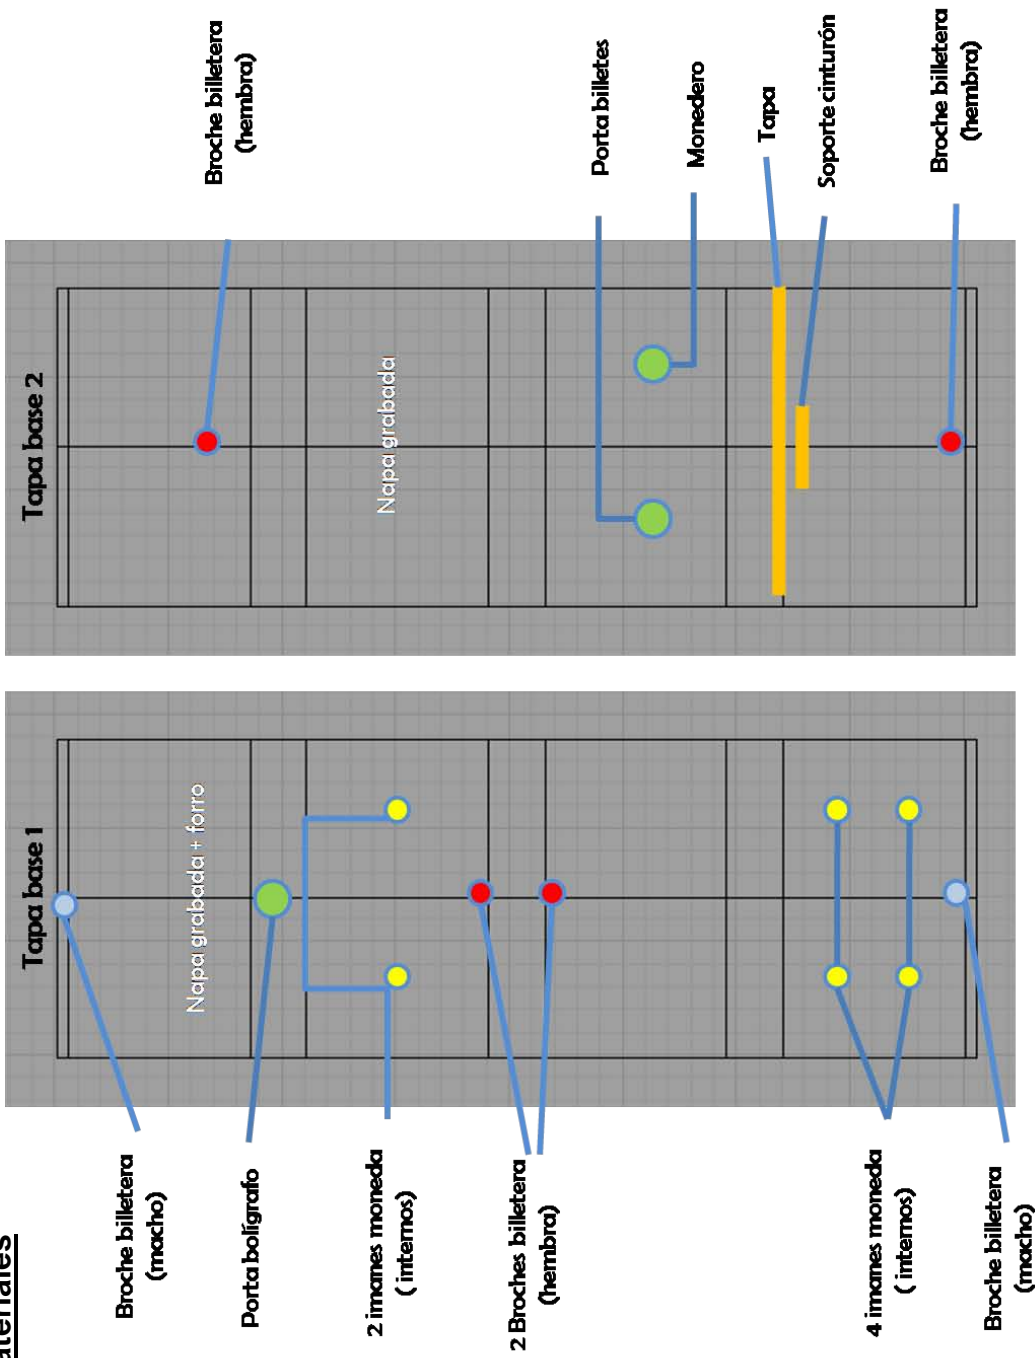 ateriales
Tapa base 1
Broche billetera
(macho)
Napa grabada + forro
Porta bolígrafo
2 imanes moneda
( internos)
2 Broches billetera
(hembra)
4 imanes moneda
( internos)
Broche billetera
(macho)
Tapa base 2
Broche billetera
(hembra)
Napa grabada
Porta billetes
Monedero
Tapa
Soporte cinturón
Broche billetera
(hembra)